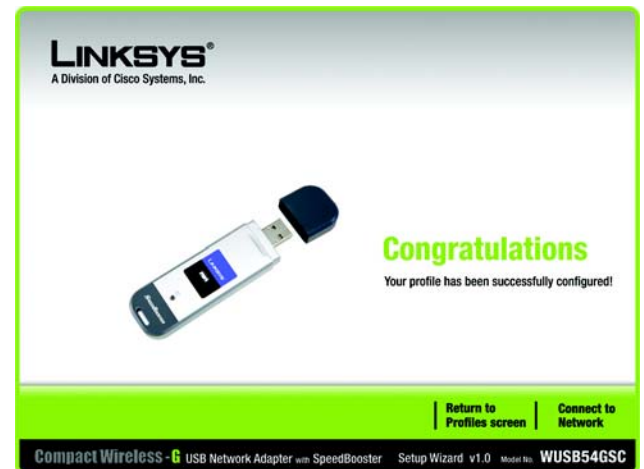 LINKSYS®
A Division of Cisco Systems, Inc.
Congratulations
Your profile has been successfully configured!
Return to
Profiles screen
Connect to
Network
Compact Wireless-G USB Network Adapter with SpeedBooster Setup Wizard v1.0 Model No. WUSB54GSC